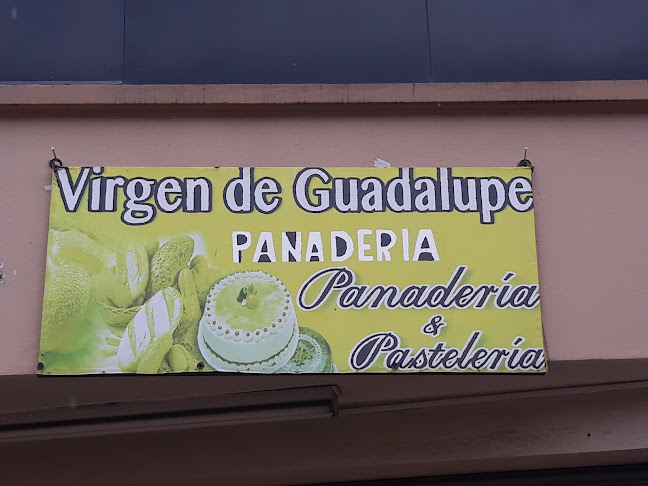 Virgen de Guadalupe
PANADERIA
Panadería
&
Pastelería